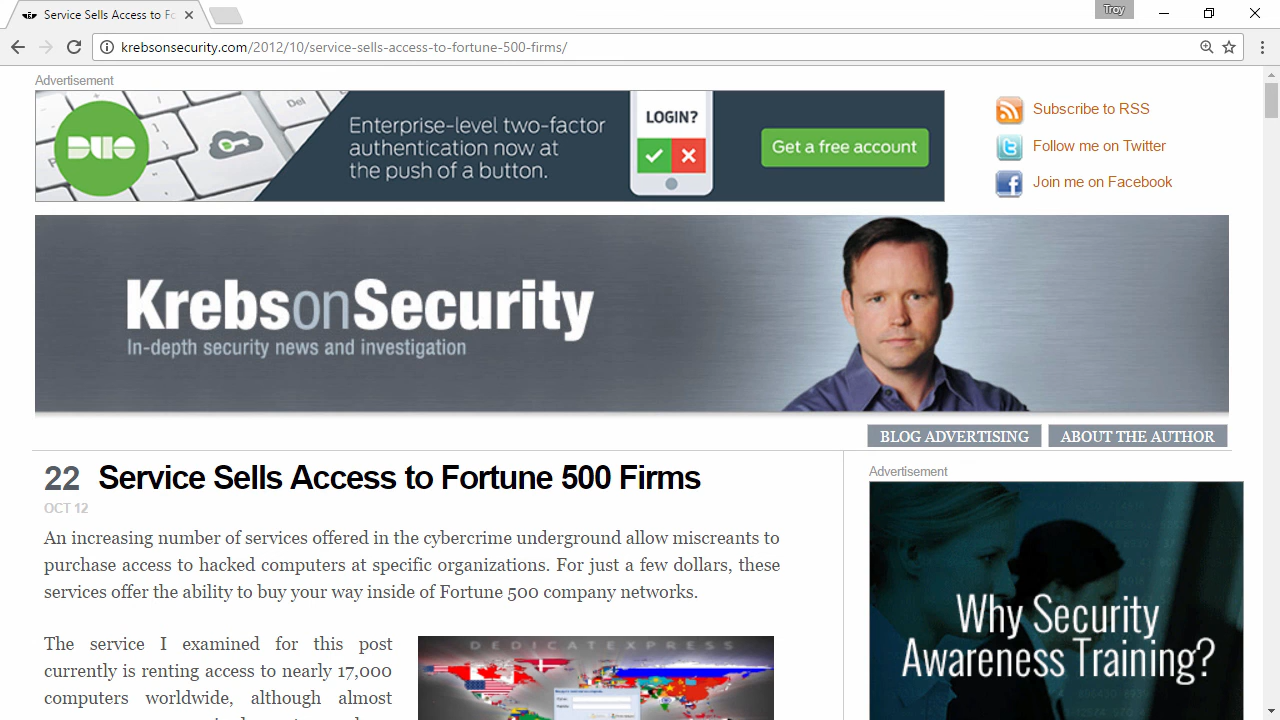 Service Sells Access to Fo
Troy
krebsonsecurity.com/2012/10/service-sells-access-to-fortune-500-firms/
Advertisement
Del
DUO
Enterprise-level two-factor
authentication now at
the push of a button.
LOGIN?
Get a free account
Subscribe to RSS
Follow me on Twitter
Join me on Facebook
KrebsonSecurity
In-depth security news and investigation
BLOG ADVERTISING
ABOUT THE AUTHOR
22 Service Sells Access to Fortune 500 Firms
OCT 12
An increasing number of services offered in the cybercrime underground allow miscreants to
purchase access to hacked computers at specific organizations. For just a few dollars, these
services offer the ability to buy your way inside of Fortune 500 company networks.
The service I examined for this post
currently is renting access to nearly 17,000
computers worldwide, although almost
DEDICATEXPRESS
Advertisement
Why Security
Awareness Training?